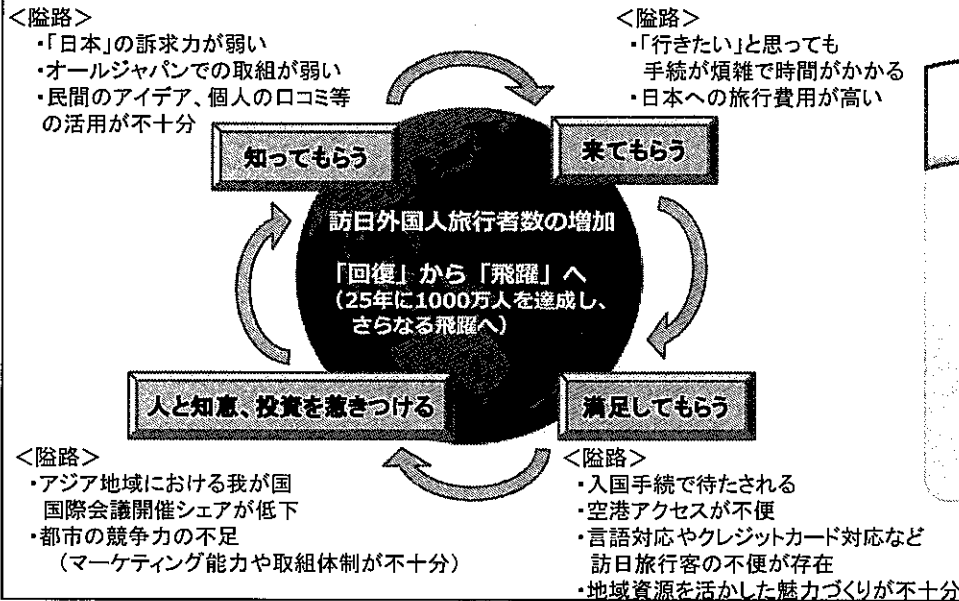 <隘路>
・「日本」の訴求力が弱い
・オールジャパンでの取組が弱い
・民間のアイデア、個人の口コミ等
の活用が不十分
<隘路>
・「行きたい」と思っても
手続が煩雑で時間がかかる
・日本への旅行費用が高い
知ってもらう
来てもらう
訪日外国人旅行者数の増加
「回復」から「飛躍」へ
(25年に1000万人を達成し、
さらなる飛躍へ)
人と知恵、投資を惹きつける
満足してもらう
<隘路>
・アジア地域における我が国
国際会議開催シェアが低下
・都市の競争力の不足
(マーケティング能力や取組体制が不十分)
<隘路>
・入国手続で待たされる
・空港アクセスが不便
・言語対応やクレジットカード対応など
訪日旅行客の不便が存在
・地域資源を活かした魅力づくりが不十分